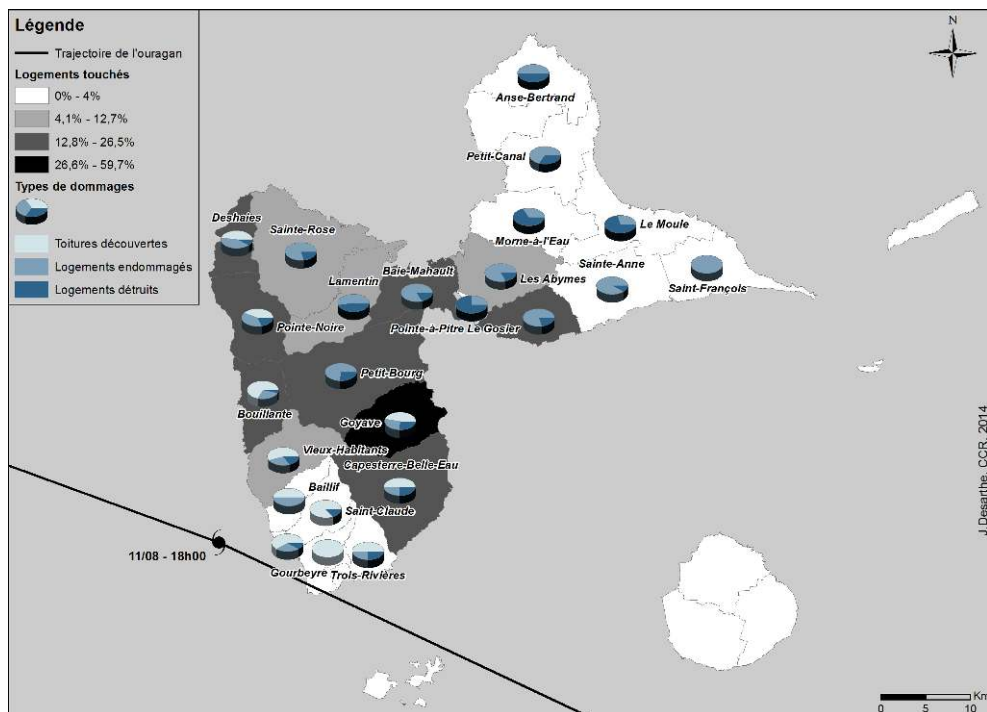 Légende
Trajectoire de l'ouragan
Logements touchés
0% - 4%
4,1% - 12,7%
12,8% - 26,5%
26,6% - 59,7%
Types de dommages
Toitures découvertes
Logements endommagés
Logements détruits
N
Anse-Bertrand
Petit-Canal
Deshaies
Sainte-Rose
Morne-à-l'Eau
Le Moule
Baie-Mahault
Sainte-Anne
Lamentin
Les Abymes
Saint-François
Pointe-Noire
Pointe-à-Pitre Le Gosier
Petit-Bourg
Bouillante
Goyave
Vieux-Habitants
Capesterre-Belle-Eau
Baillif
Saint-Claude
11/08 - 18h00
Gourbeyre
Trois-Rivières
J.Desarthe, CCR, 2014
Km
0 5 10